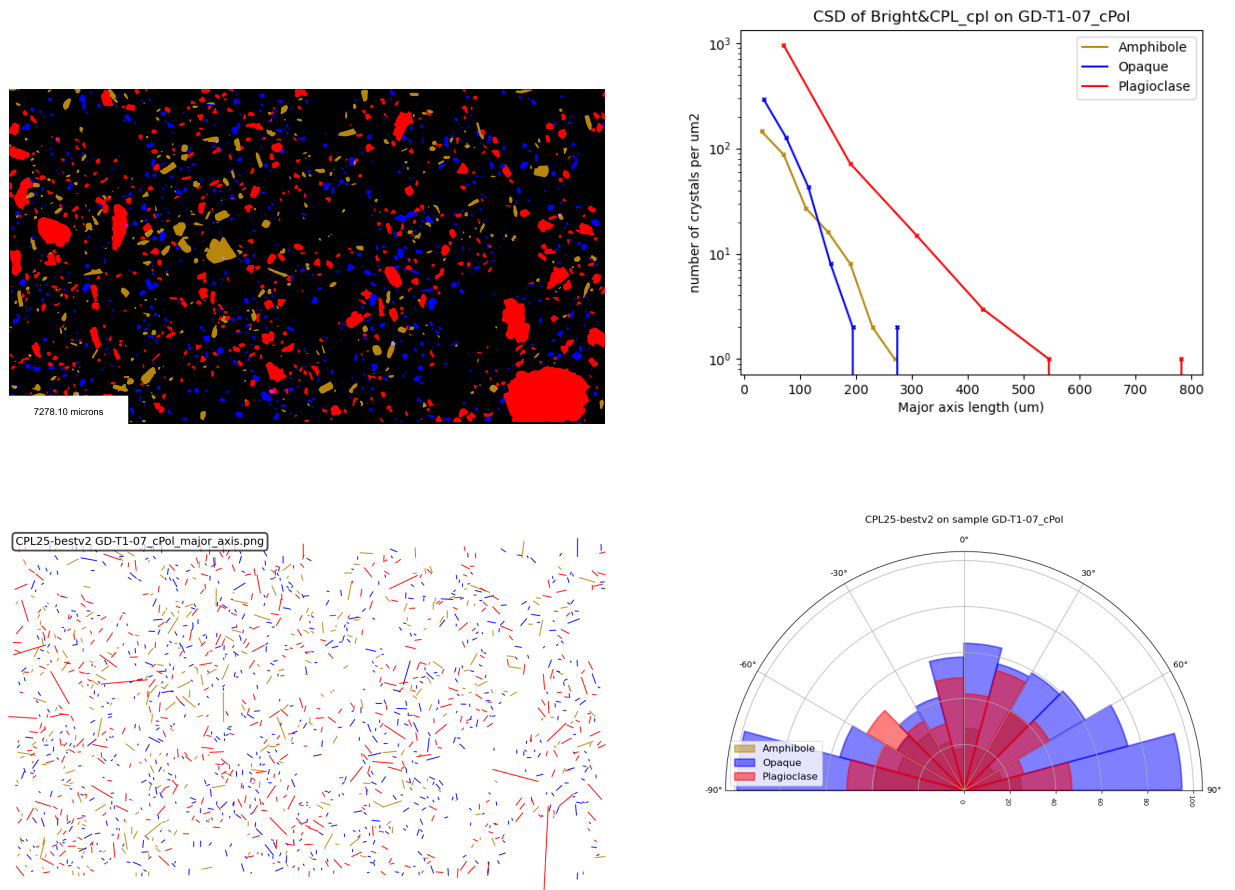 CSD of Bright&CPL_cpl on GD-T1-07_cPol
number of crystals per um2
10³
10²
10¹
10⁰
Amphibole
Opaque
Plagioclase
0 100 200 300 400 500 600 700 800
Major axis length (um)
7278.10 microns
CPL25-bestv2 GD-T1-07_cPol_major_axis.png
CPL25-bestv2 on sample GD-T1-07_cPol
0°
-30° 30°
-60° 60°
-90° 90°
Amphibole
Opaque
Plagioclase
0 20 40 60 80 100